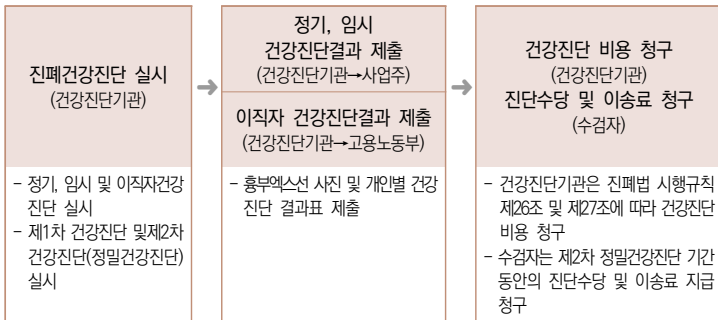 진폐건강진단 실시
(건강진단기관)
→
정기, 임시
건강진단결과 제출
(건강진단기관→사업주)
이직자 건강진단결과 제출
(건강진단기관→고용노동부)
→
건강진단 비용 청구
(건강진단기관)
진단수당 및 이송료 청구
(수검자)
- 정기, 임시 및 이직자건강
진단 실시
- 제1차 건강진단 및제2차
건강진단(정밀건강진단)
실시
- 흉부엑스선 사진 및 개인별 건강
진단 결과표 제출
- 건강진단기관은 진폐법 시행규칙
제26조 및 제27조에 따라 건강진단
비용 청구
- 수검자는 제2차 정밀건강진단 기간
동안의 진단수당 및 이송료 지급
청구